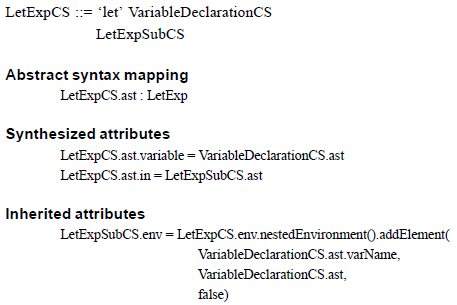 LetExpCS ::= ‘let’ VariableDeclarationCS
LetExpSubCS
Abstract syntax mapping
LetExpCS.ast : LetExp
Synthesized attributes
LetExpCS.ast.variable = VariableDeclarationCS.ast
LetExpCS.ast.in = LetExpSubCS.ast
Inherited attributes
LetExpSubCS.env = LetExpCS.env.nestedEnvironment().addElement(
VariableDeclarationCS.ast.varName,
VariableDeclarationCS.ast,
false)